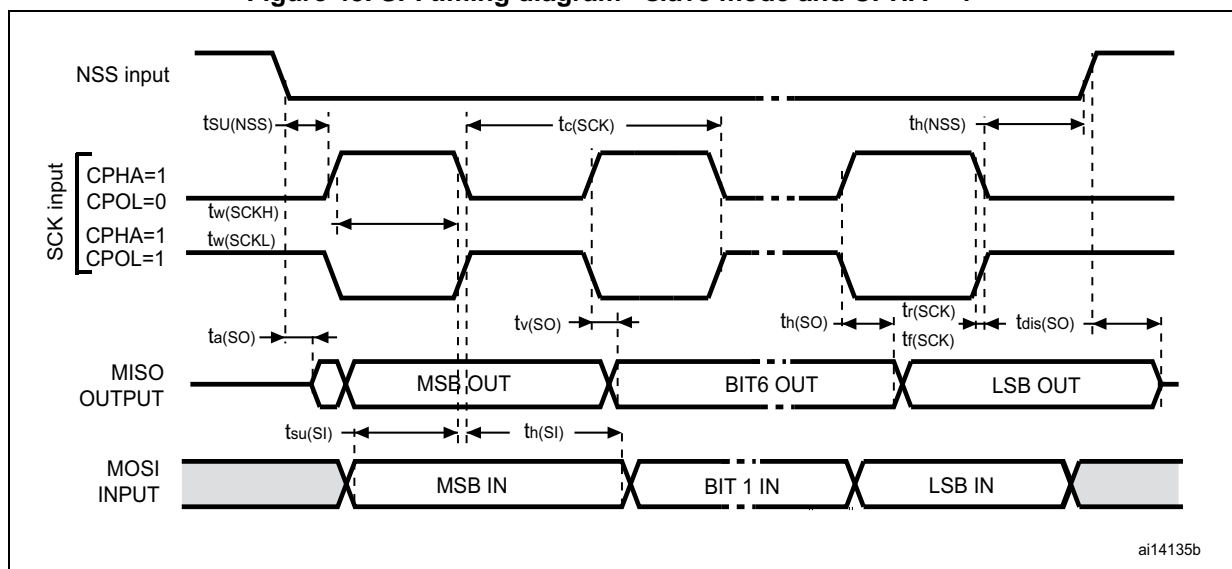 NSS input
tSU(NSS)
tc(SCK)
th(NSS)
SCK input
CPHA=1
CPOL=0
tw(SCKH)
CPHA=1
tw(SCKL)
CPOL=1
ta(SO)
tv(SO)
th(SO)
tr(SCK)
tf(SCK)
tdis(SO)
MISO
OUTPUT
MSB OUT
BIT6 OUT
LSB OUT
tsu(SI)
th(SI)
MOSI
INPUT
MSB IN
BIT 1 IN
LSB IN
ai14135b